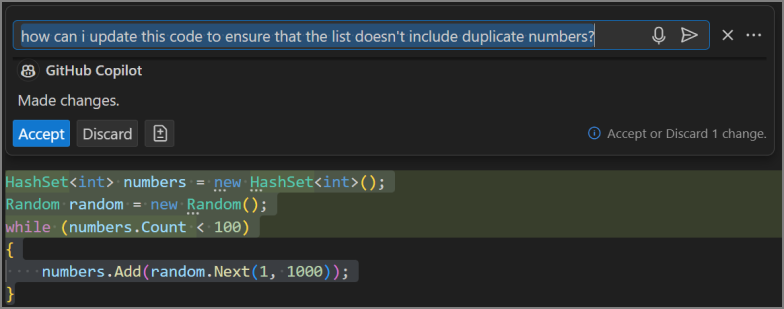 how can i update this code to ensure that the list doesn't include duplicate numbers?
GitHub Copilot
Made changes.
Accept Discard
Accept or Discard 1 change.
HashSet<int> numbers = new HashSet<int>();
Random random = new Random();
while (numbers.Count < 100)
{
    numbers.Add(random.Next(1, 1000));
}